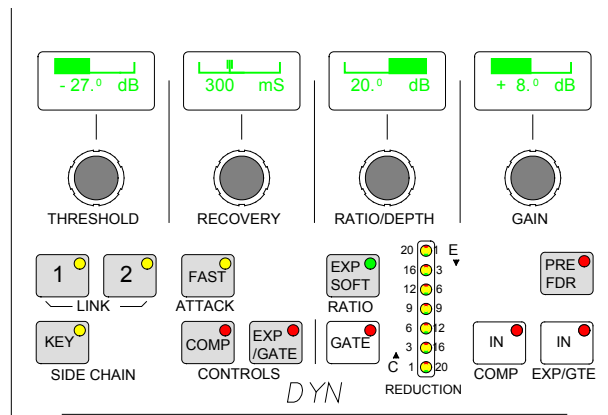 - 27.⁰ dB
300 mS
20.⁰ dB
+ 8.⁰ dB
THRESHOLD
RECOVERY
RATIO/DEPTH
GAIN
1
2
LINK
FAST
ATTACK
EXP
SOFT
RATIO
20 1 E
16 3
12 6
9 9
6 12
3 16
C 1 20
REDUCTION
PRE
FDR
KEY
SIDE CHAIN
COMP
EXP
/GATE
CONTROLS
GATE
IN
COMP
IN
EXP/GTE
DYN